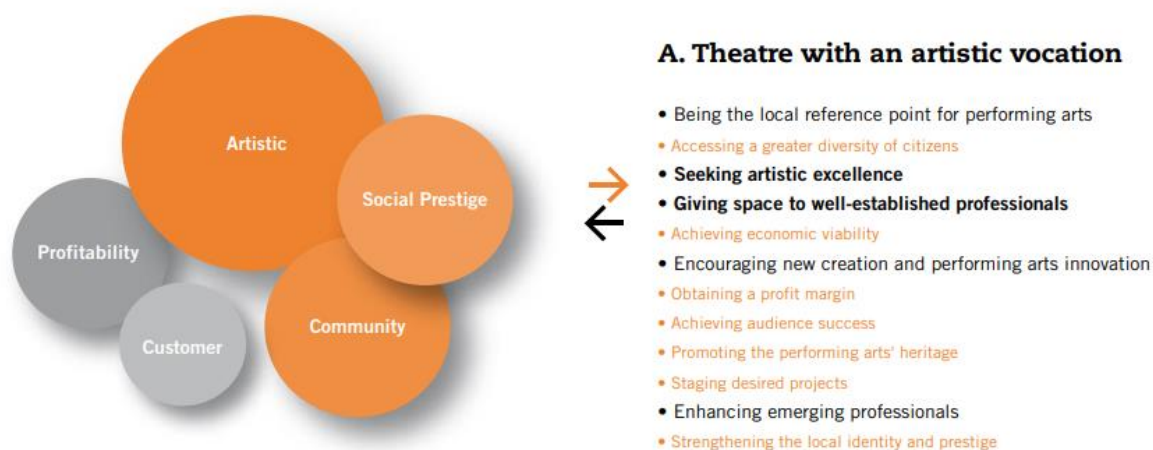 Artistic
Social Prestige
Profitability
Community
Customer
A. Theatre with an artistic vocation
• Being the local reference point for performing arts
• Accessing a greater diversity of citizens
• Seeking artistic excellence
• Giving space to well-established professionals
• Achieving economic viability
• Encouraging new creation and performing arts innovation
• Obtaining a profit margin
• Achieving audience success
• Promoting the performing arts' heritage
• Staging desired projects
• Enhancing emerging professionals
• Strengthening the local identity and prestige